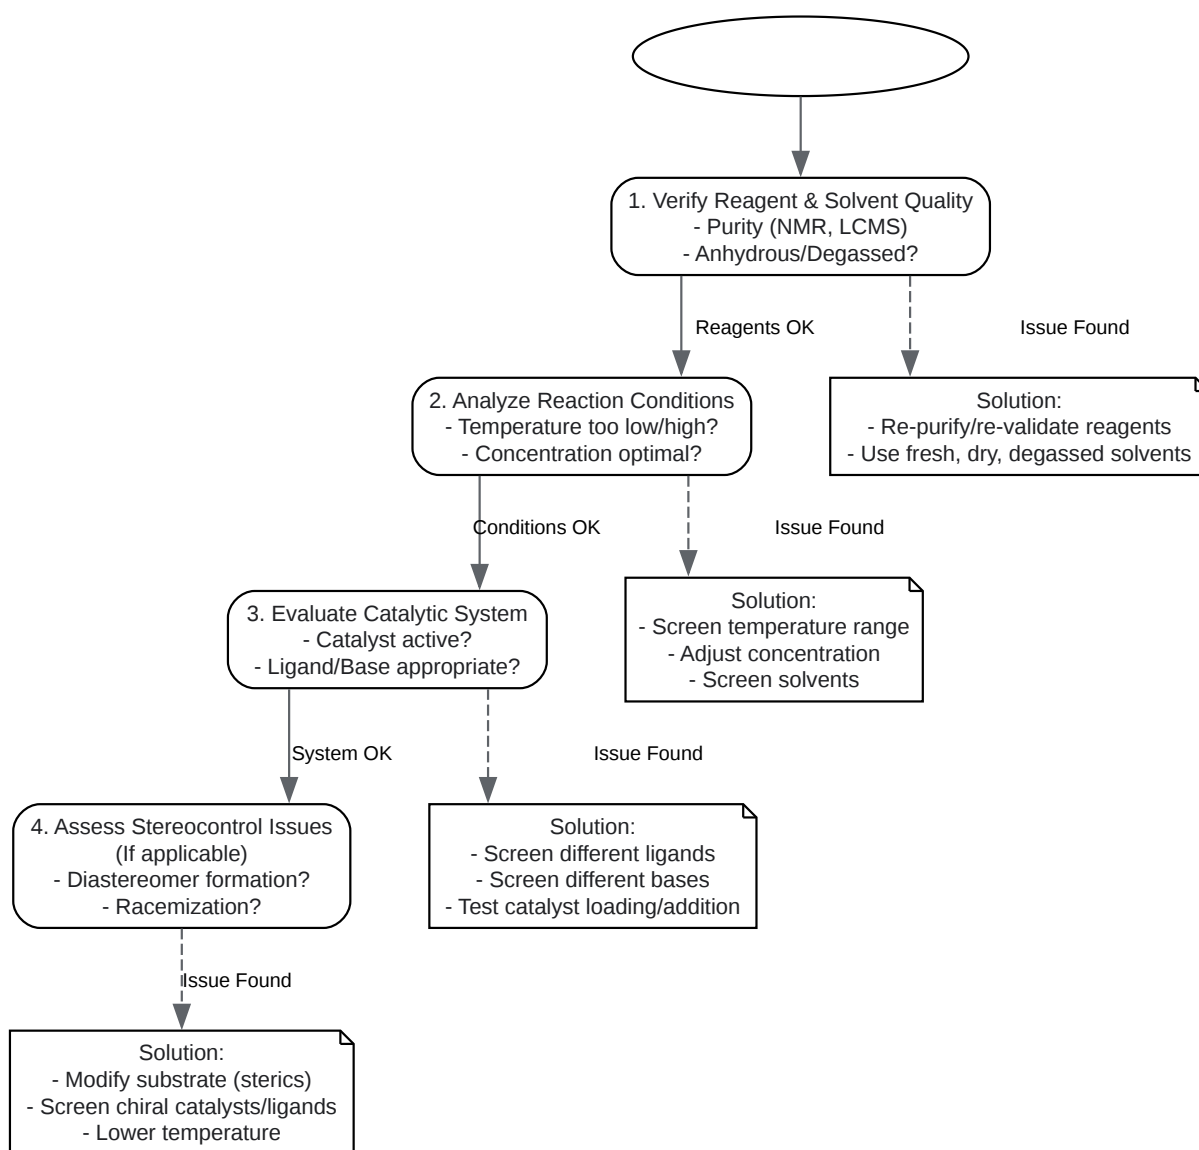 1. Verify Reagent & Solvent Quality
- Purity (NMR, LCMS)
- Anhydrous/Degassed?
Reagents OK
Issue Found
2. Analyze Reaction Conditions
- Temperature too low/high?
- Concentration optimal?
Solution:
- Re-purify/re-validate reagents
- Use fresh, dry, degassed solvents
Conditions OK
Issue Found
3. Evaluate Catalytic System
- Catalyst active?
- Ligand/Base appropriate?
Solution:
- Screen temperature range
- Adjust concentration
- Screen solvents
System OK
Issue Found
4. Assess Stereocontrol Issues
(If applicable)
- Diastereomer formation?
- Racemization?
Solution:
- Screen different ligands
- Screen different bases
- Test catalyst loading/addition
Issue Found
Solution:
- Modify substrate (sterics)
- Screen chiral catalysts/ligands
- Lower temperature